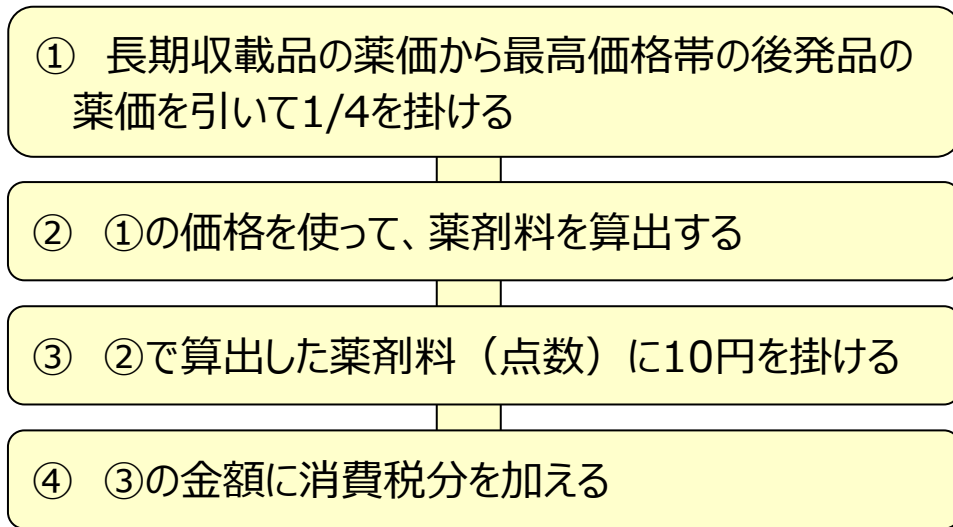 ① 長期収載品の薬価から最高価格帯の後発品の
薬価を引いて1/4を掛ける
② ①の価格を使って、薬剤料を算出する
③ ②で算出した薬剤料（点数）に10円を掛ける
④ ③の金額に消費税分を加える